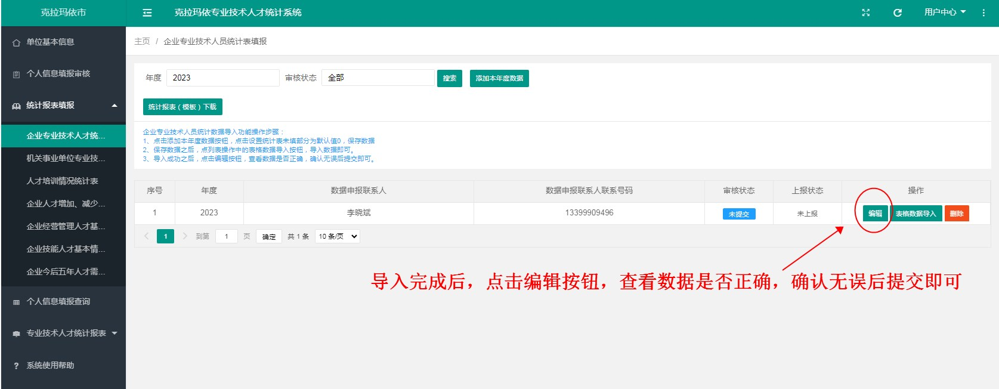 克拉玛依市
克拉玛依专业技术人才统计系统
用户中心
单位基本信息
个人信息填报审核
统计报表填报
企业专业技术人才统...
机关事业单位专业技...
人才培训情况统计表
企业人才增加、减少...
企业经营管理人才基...
企业技能人才基本情...
企业今后五年人才需...
个人信息填报查询
专业技术人才统计报表
系统使用帮助
主页 / 企业专业技术人员统计表填报
年度 2023 审核状态 全部 搜索 添加本年度数据
统计报表（模板）下载
企业专业技术人员统计数据导入功能操作步骤：
1、点击添加本年度数据按钮，点击设置统计表未填部分为默认值0，保存数据
2、保存数据之后，点列表操作中的表格数据导入按钮，导入数据即可。
3、导入成功之后，点击编辑按钮，查看数据是否正确，确认无误后提交即可。
序号 年度 数据申报联系人 数据申报联系人联系号码 审核状态 上报状态 操作
1 2023 李晓斌 13399909496 未提交 未上报 编辑 表格数据导入 删除
1 到第 1 页 确定 共 1 条 10 条/页
导入完成后，点击编辑按钮，查看数据是否正确，确认无误后提交即可